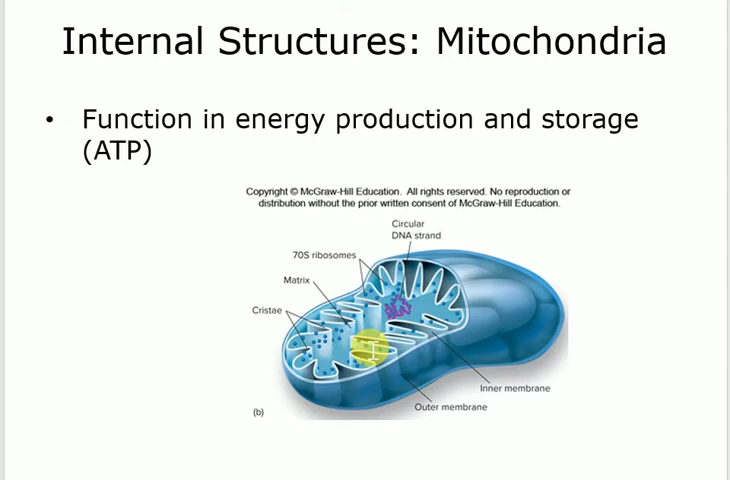 Internal Structures: Mitochondria
• Function in energy production and storage
(ATP)
Copyright © McGraw-Hill Education. All rights reserved. No reproduction or
distribution without the prior written consent of McGraw-Hill Education.
Circular
DNA strand
70S ribosomes
Matrix
Cristae
Inner membrane
Outer membrane
(b)